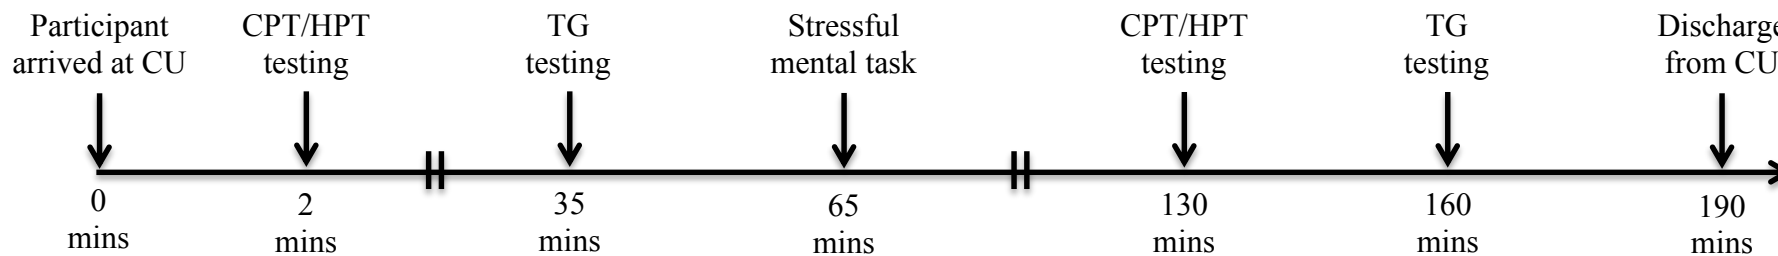 Participant
arrived at CU
CPT/HPT
testing
TG
testing
Stressful
mental task
CPT/HPT
testing
TG
testing
Discharge
from CU
0
mins
2
mins
35
mins
65
mins
130
mins
160
mins
190
mins